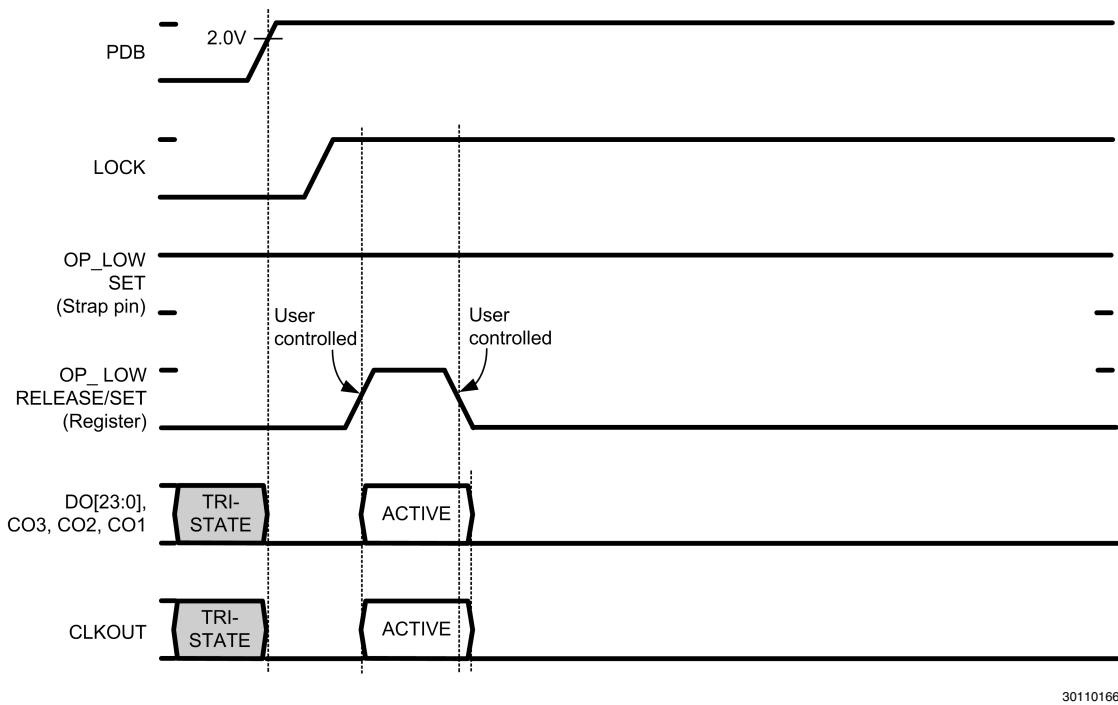 PDB
2.0V
LOCK
OP_LOW
SET
(Strap pin)
User
controlled
User
controlled
OP_ LOW
RELEASE/SET
(Register)
DO[23:0],
CO3, CO2, CO1
TRI-
STATE
ACTIVE
CLKOUT
TRI-
STATE
ACTIVE
30110166